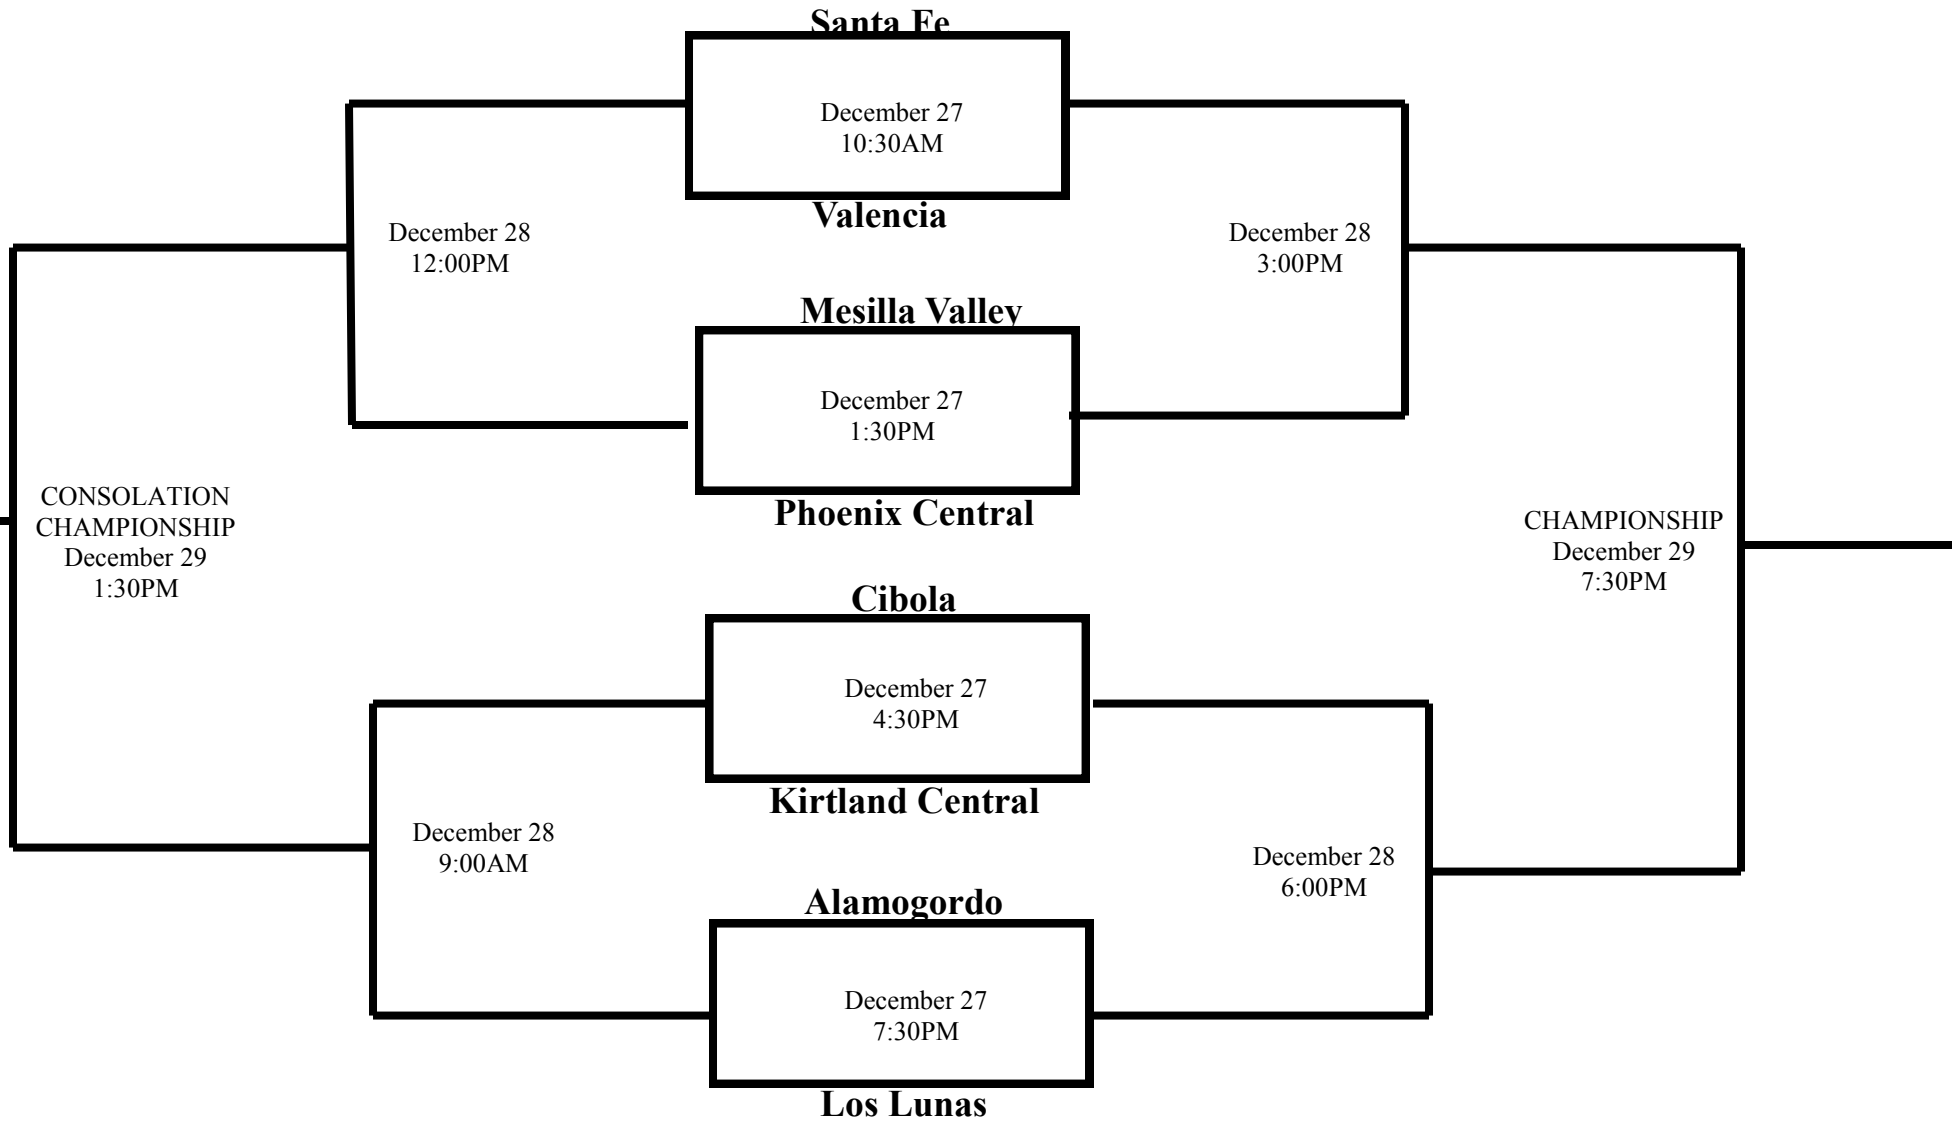 Santa Fe
December 27
10:30AM
Valencia
December 28
12:00PM
December 28
3:00PM
Mesilla Valley
December 27
1:30PM
Phoenix Central
CONSOLATION
CHAMPIONSHIP
December 29
1:30PM
CHAMPIONSHIP
December 29
7:30PM
Cibola
December 27
4:30PM
Kirtland Central
December 28
9:00AM
December 28
6:00PM
Alamogordo
December 27
7:30PM
Los Lunas